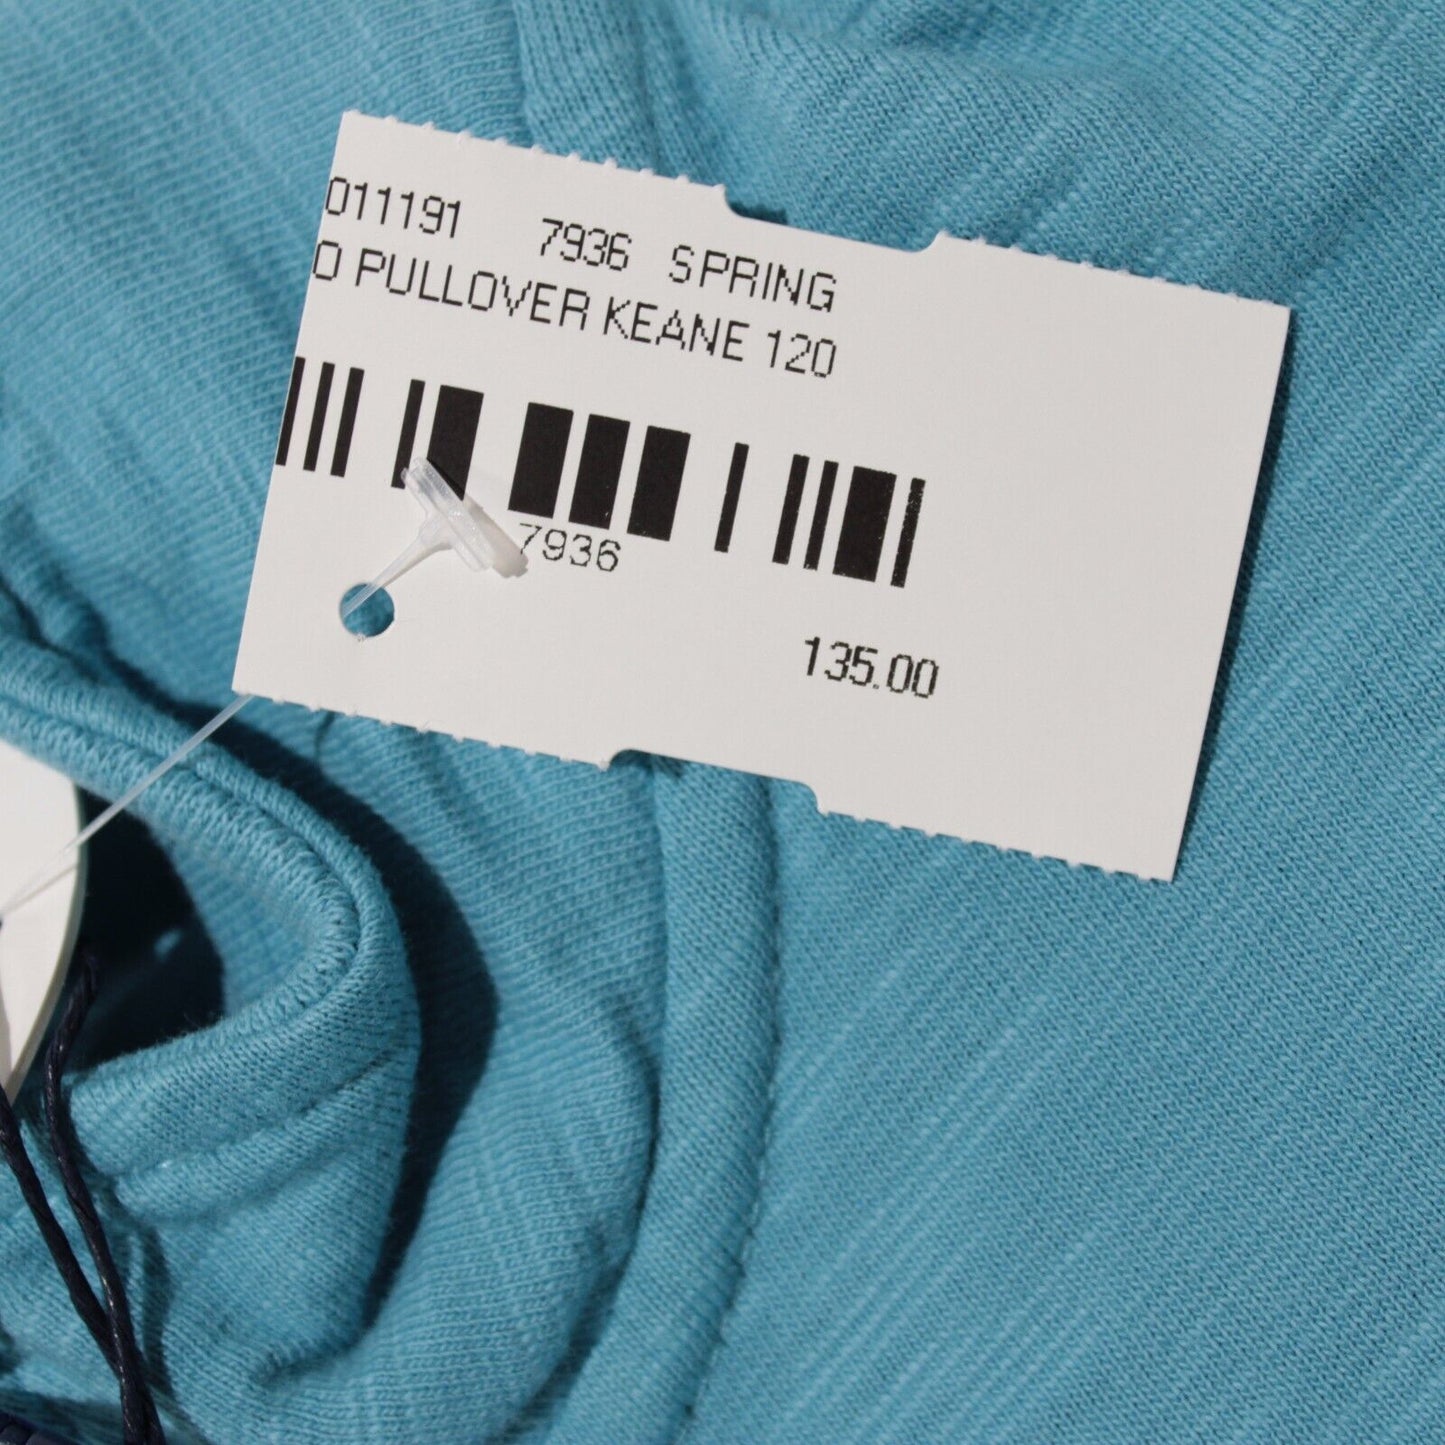 011191 7936 SPRING
O PULLOVER KEANE 120
7936
135.00